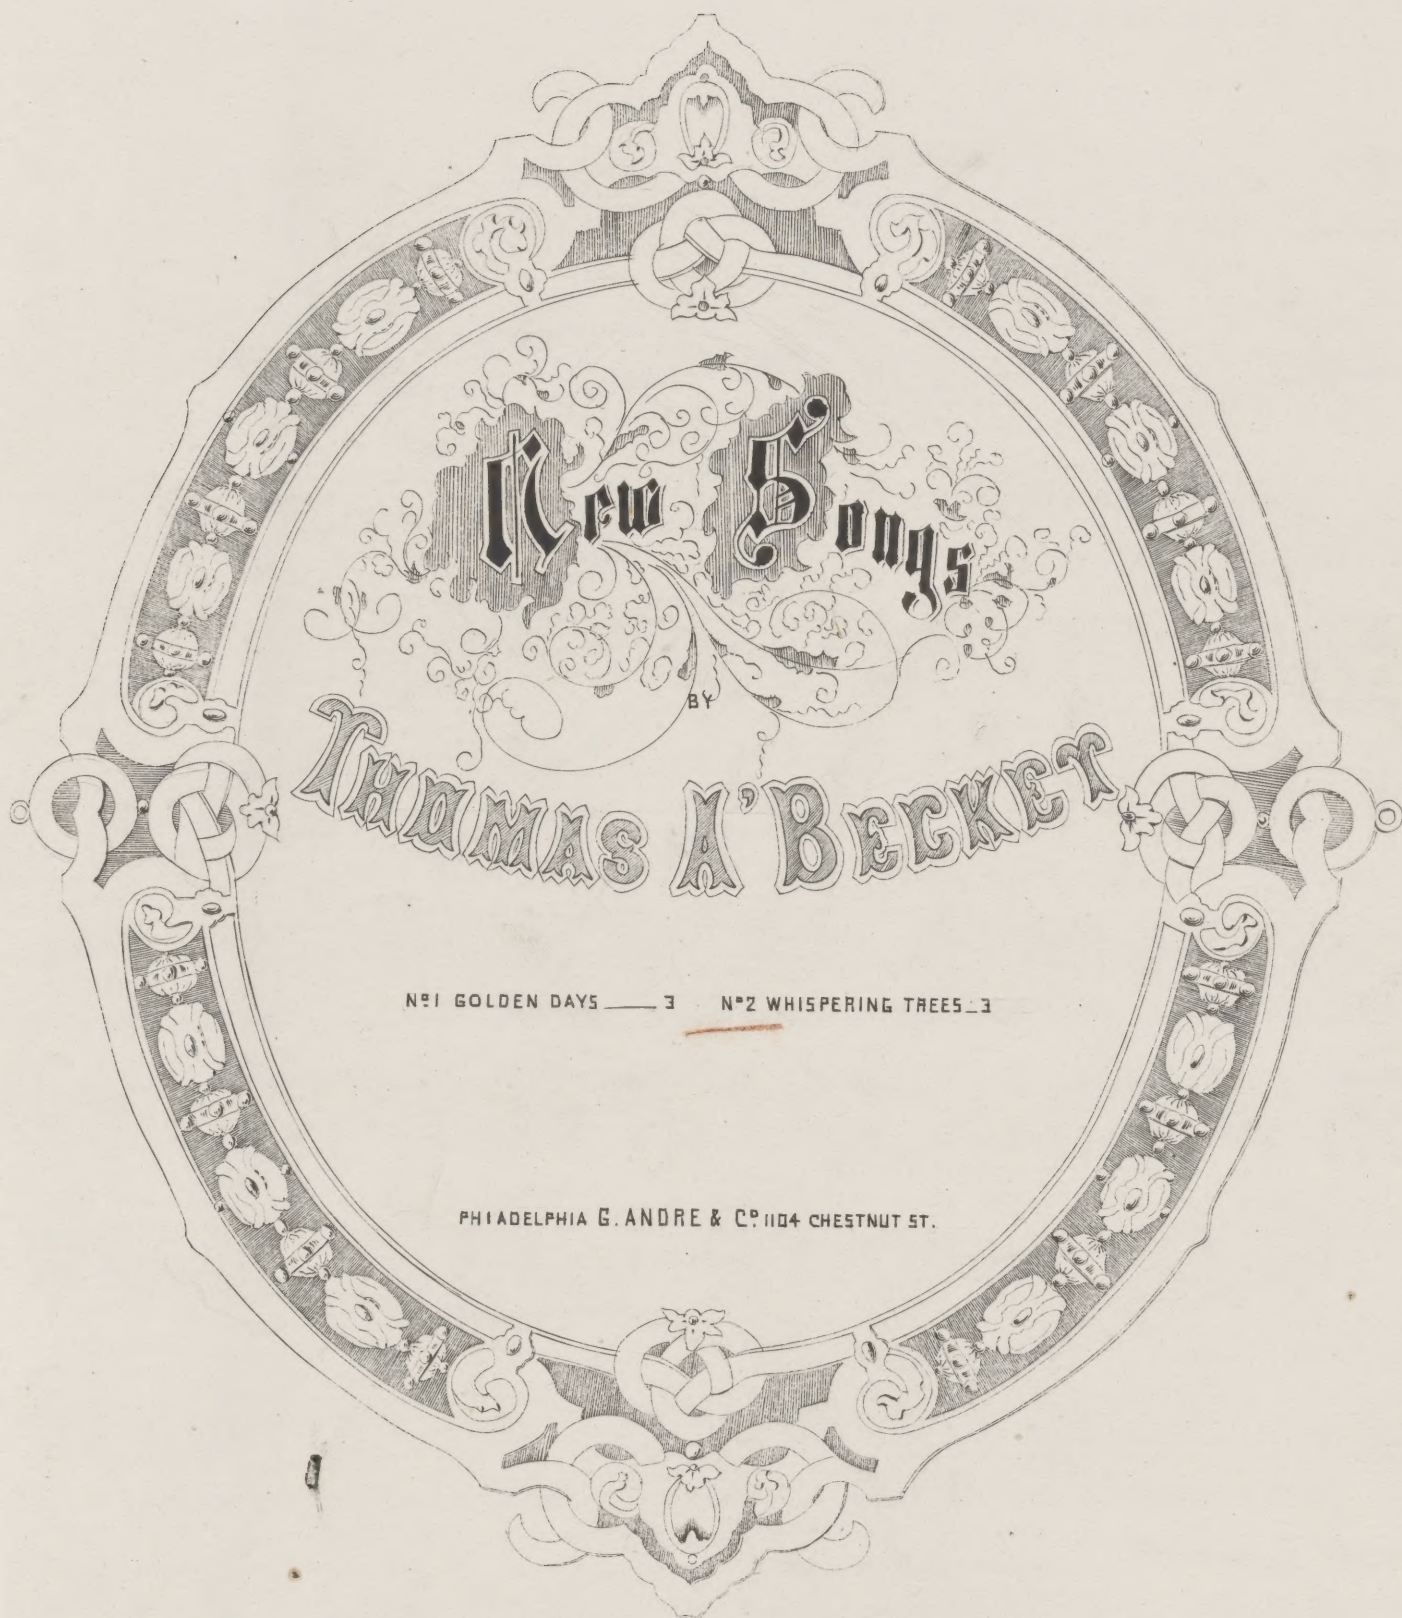 New Songs
BY
THOMAS A'BECKET
Nº1 GOLDEN DAYS ___ 3 Nº2 WHISPERING TREES _ 3
PHIADELPHIA G. ANDRE & Cº 1104 CHESTNUT ST.